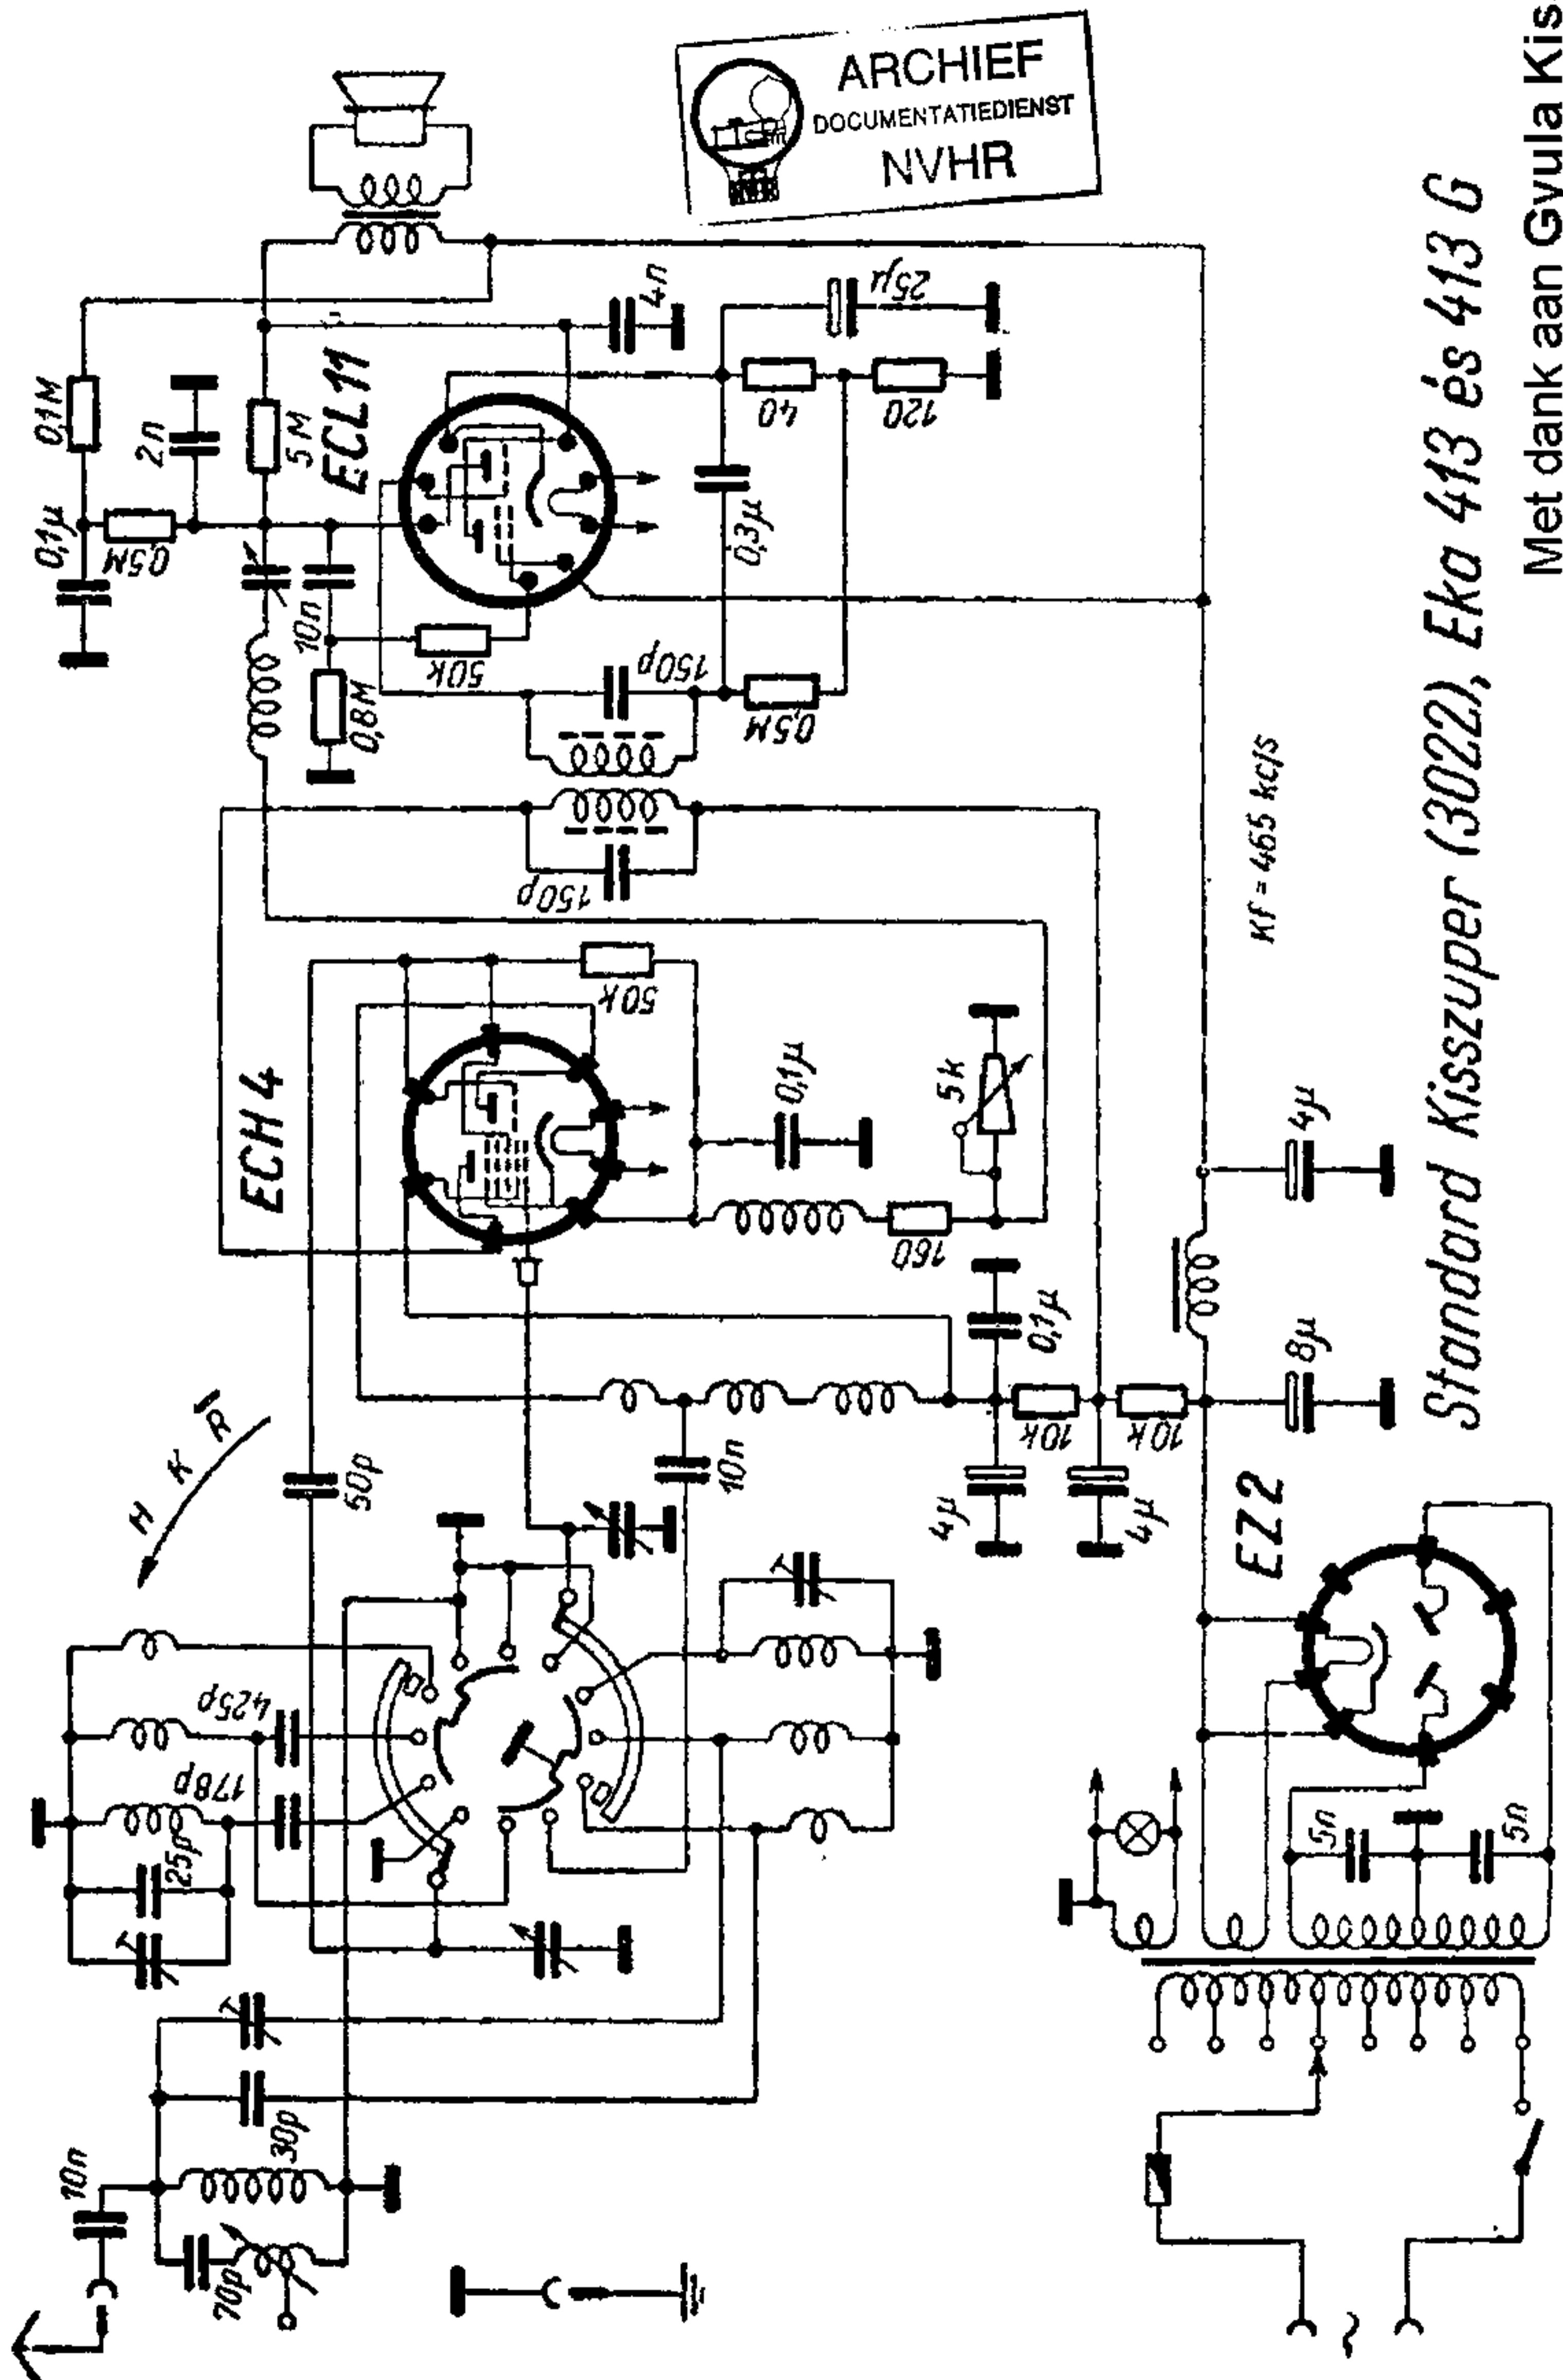 10n
70p
30p
25p
178p
425p
H K R̄
50p
10n
ECH 4
50k
0,1µ
160
5k
0,1µ
4µ
4µ
10k
10k
150p
150p
0,5M
50k
0,8M
10n
0,1µ
0,5M
0,1M
2n
5M
ECL11
4n
0,3µ
40
120
25µ
ARCHIEF
DOCUMENTATIEDIENST
NVHR
Kf = 465 kc/s
4µ
8µ
EZ2
5n
5n
~
Standard Kisszuper (3022), Eka 413 és 413 G
Met dank aan Gyula Kis